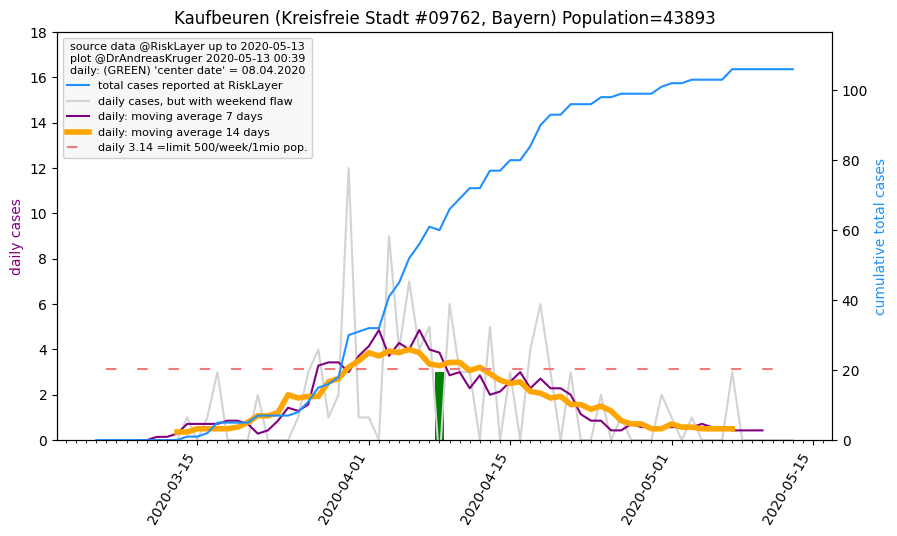 Kaufbeuren (Kreisfreie Stadt #09762, Bayern) Population=43893
source data @RiskLayer up to 2020-05-13
plot @DrAndreasKruger 2020-05-13 00:39
daily: (GREEN) 'center date' = 08.04.2020
total cases reported at RiskLayer
daily cases, but with weekend flaw
daily: moving average 7 days
daily: moving average 14 days
daily 3.14 =limit 500/week/1mio pop.
daily cases
18
16
14
12
10
8
6
4
2
0
cumulative total cases
100
80
60
40
20
0
2020-03-15
2020-04-01
2020-04-15
2020-05-01
2020-05-15